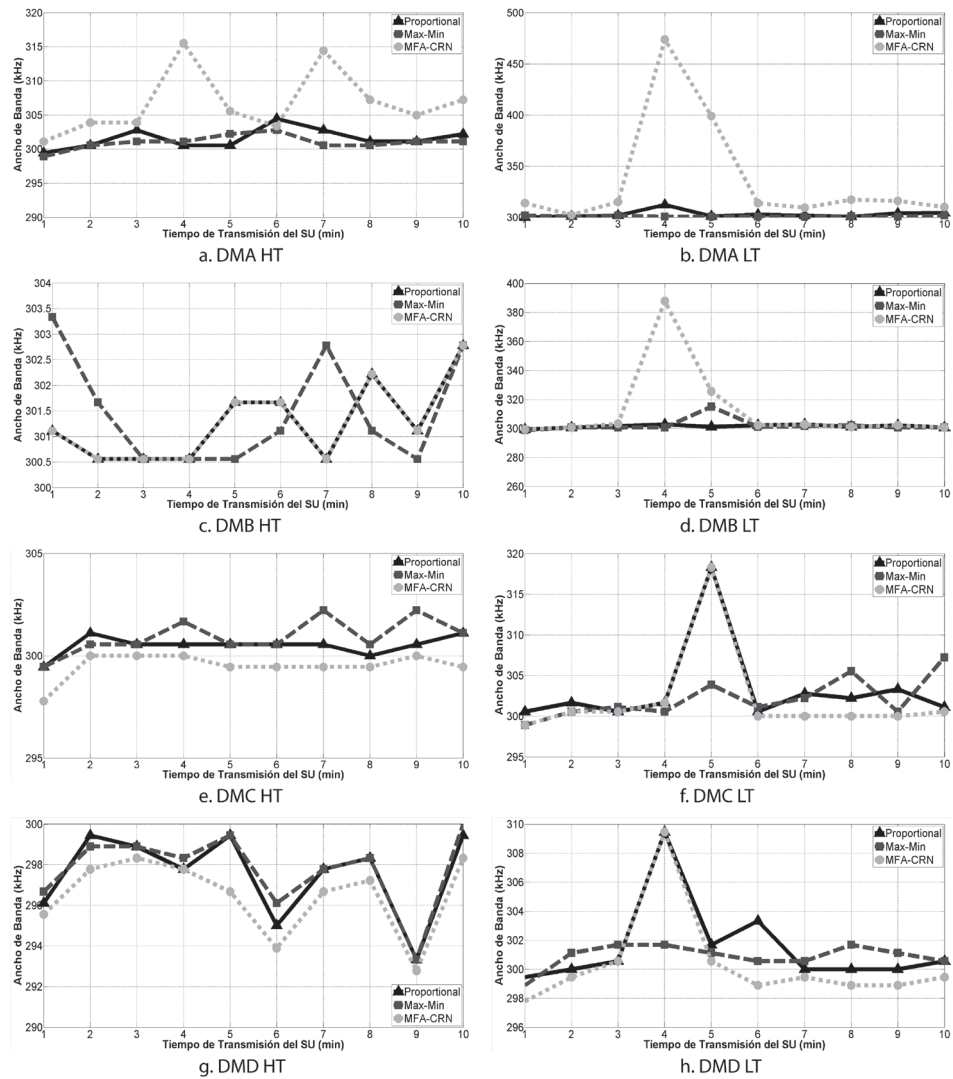 Ancho de Banda (kHz)
320
315
310
305
300
295
290
Proportional
Max-Min
MFA-CRN
1 2 3 4 5 6 7 8 9 10
Tiempo de Transmisión del SU (min)
a. DMA HT
Ancho de Banda (kHz)
500
450
400
350
300
Proportional
Max-Min
MFA-CRN
1 2 3 4 5 6 7 8 9 10
Tiempo de Transmisión del SU (min)
b. DMA LT
Ancho de Banda (kHz)
304
303.5
303
302.5
302
301.5
301
300.5
300
Proportional
Max-Min
MFA-CRN
1 2 3 4 5 6 7 8 9 10
Tiempo de Transmisión del SU (min)
c. DMB HT
Ancho de Banda (kHz)
400
380
360
340
320
300
280
260
Proportional
Max-Min
MFA-CRN
1 2 3 4 5 6 7 8 9 10
Tiempo de Transmisión del SU (min)
d. DMB LT
Ancho de Banda (kHz)
305
300
295
Proportional
Max-Min
MFA-CRN
1 2 3 4 5 6 7 8 9 10
Tiempo de Transmisión del SU (min)
e. DMC HT
Ancho de Banda (kHz)
320
315
310
305
300
295
Proportional
Max-Min
MFA-CRN
1 2 3 4 5 6 7 8 9 10
Tiempo de Transmisión del SU (min)
f. DMC LT
Ancho de Banda (kHz)
300
298
296
294
292
290
Proportional
Max-Min
MFA-CRN
1 2 3 4 5 6 7 8 9 10
Tiempo de Transmisión del SU (min)
g. DMD HT
Ancho de Banda (kHz)
310
308
306
304
302
300
298
296
Proportional
Max-Min
MFA-CRN
1 2 3 4 5 6 7 8 9 10
Tiempo de Transmisión del SU (min)
h. DMD LT